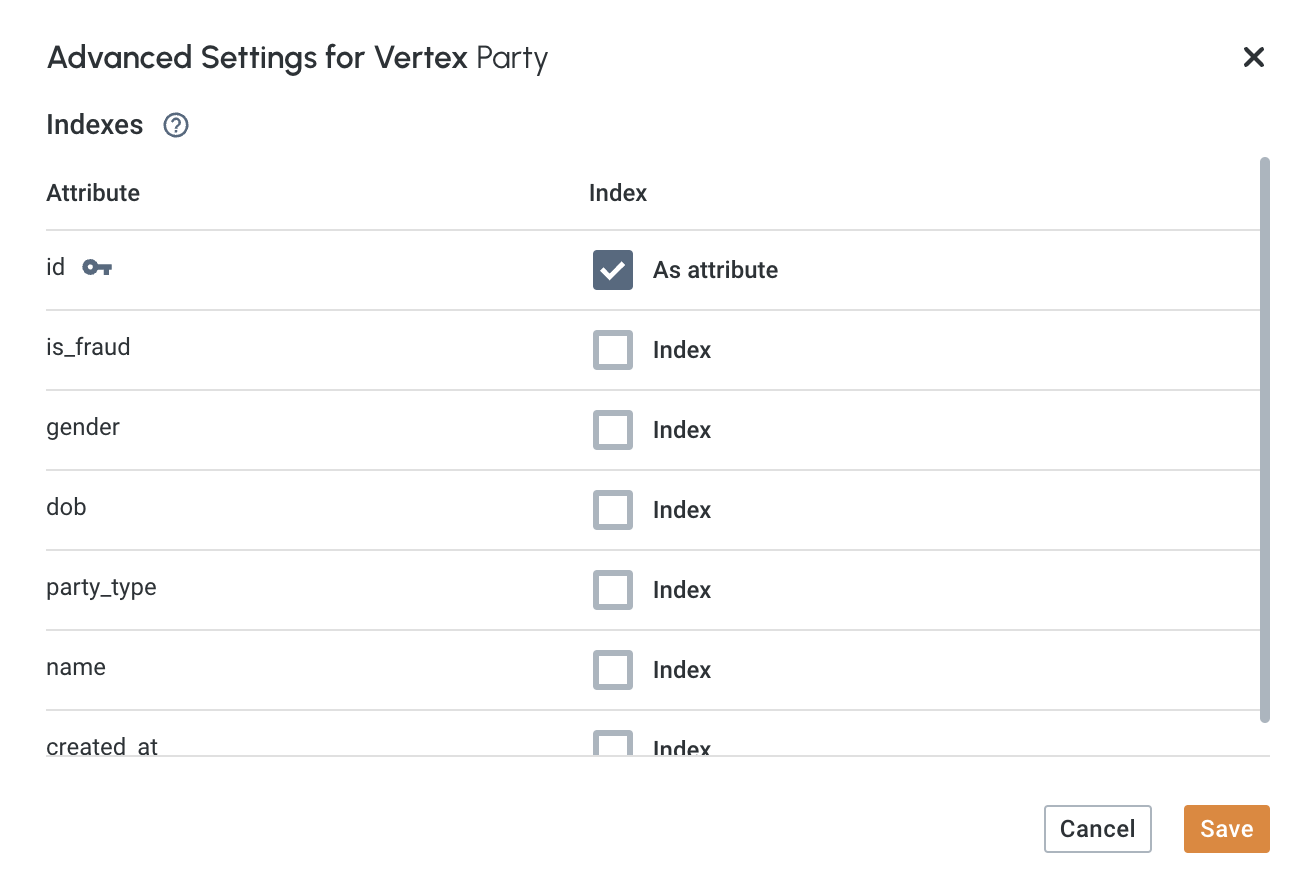 Advanced Settings for Vertex Party
Indexes
Attribute Index
id As attribute
is_fraud Index
gender Index
dob Index
party_type Index
name Index
created_at Index
Cancel Save